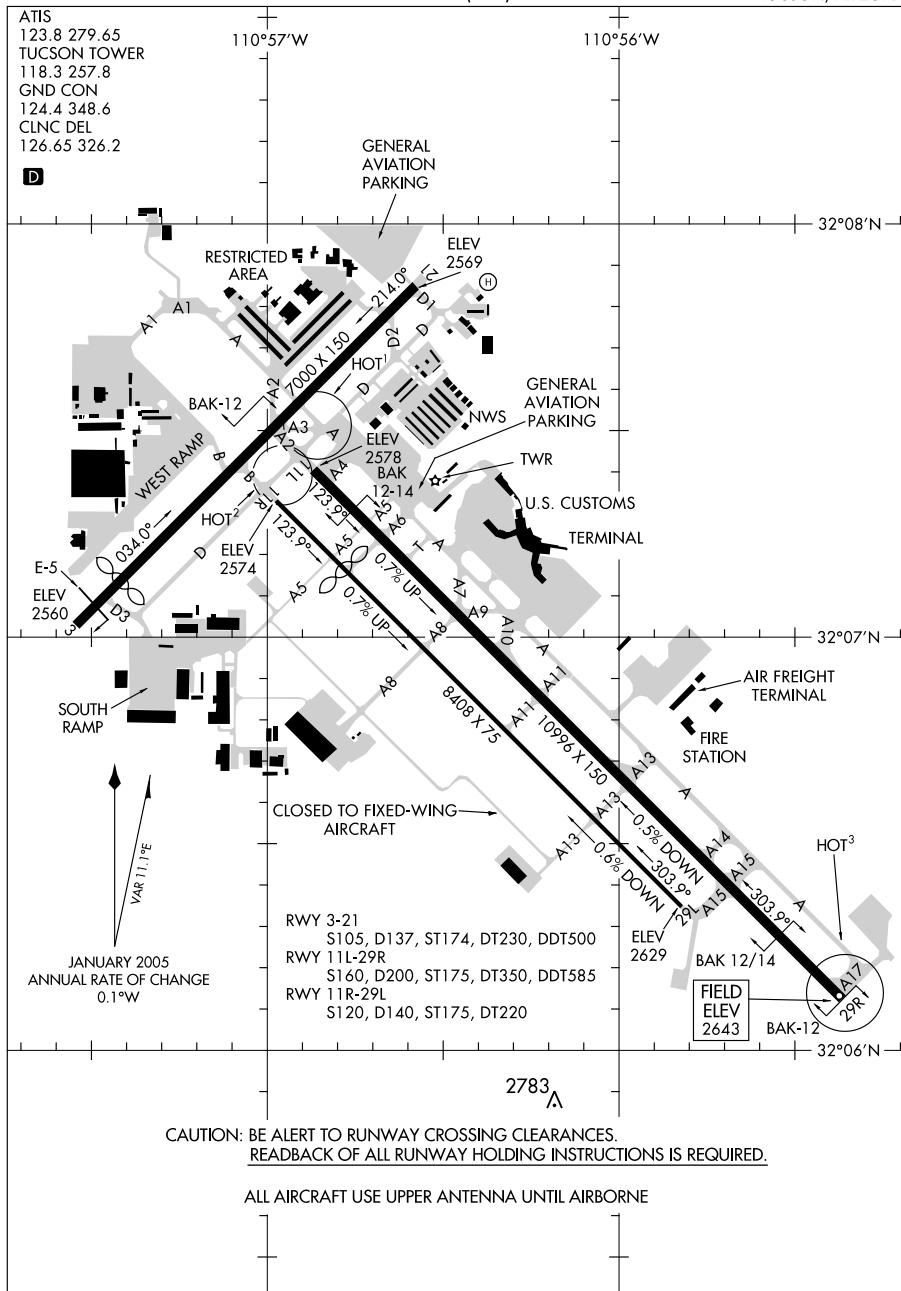 ATIS
123.8 279.65
TUCSON TOWER
118.3 257.8
GND CON
124.4 348.6
CLNC DEL
126.65 326.2
D
110°57'W
110°56'W
GENERAL
AVIATION
PARKING
32°08'N
RESTRICTED
AREA
ELEV
2569
21
H
A1
A1
A
214.0°
D1
D
D2
7000 X 150
HOT1
D
A2
BAK-12
A3
A
A2
GENERAL
AVIATION
PARKING
NWS
ELEV
2578
TWR
BAK
12-14
U.S. CUSTOMS
TERMINAL
WEST RAMP
B
B
11L
A4
11R
123.9°
A5
A6
HOT2
034.0°
D
ELEV
2574
123.9°
A5
T
A
0.7% UP
E-5
ELEV
2560
3
D3
A5
0.7% UP
A7
A9
A8
A10
32°07'N
A
A8
A11
A11
SOUTH
RAMP
8408 X 75
10996 X 150
AIR FREIGHT
TERMINAL
FIRE
STATION
A13
A
CLOSED TO FIXED-WING
AIRCRAFT
A13
A13
0.5% DOWN
0.6% DOWN
303.9°
A14
A15
A15
HOT3
303.9°
A
29L
ELEV
2629
BAK 12/14
A17
29R
FIELD
ELEV
2643
BAK-12
VAR 11.1°E
JANUARY 2005
ANNUAL RATE OF CHANGE
0.1°W
RWY 3-21
S105, D137, ST174, DT230, DDT500
RWY 11L-29R
S160, D200, ST175, DT350, DDT585
RWY 11R-29L
S120, D140, ST175, DT220
32°06'N
2783
CAUTION: BE ALERT TO RUNWAY CROSSING CLEARANCES.
READBACK OF ALL RUNWAY HOLDING INSTRUCTIONS IS REQUIRED.
ALL AIRCRAFT USE UPPER ANTENNA UNTIL AIRBORNE